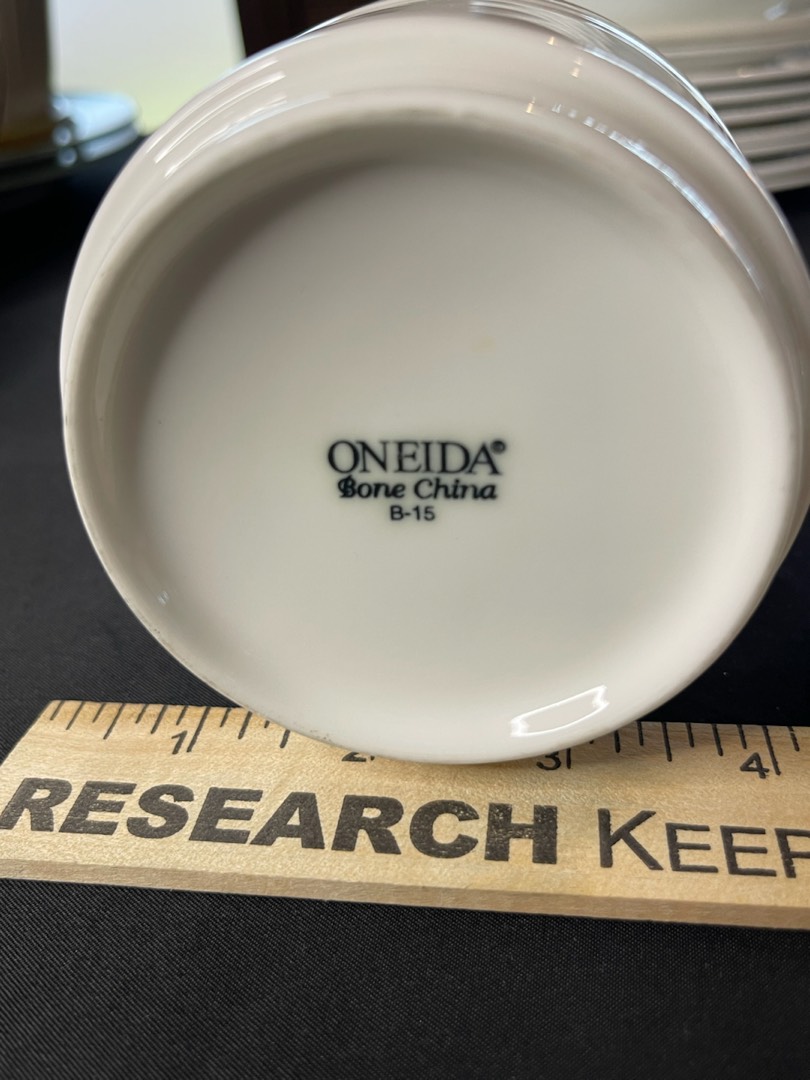 ONEIDA®
Bone China
B-15
1 2 3 4
RESEARCH KEEP